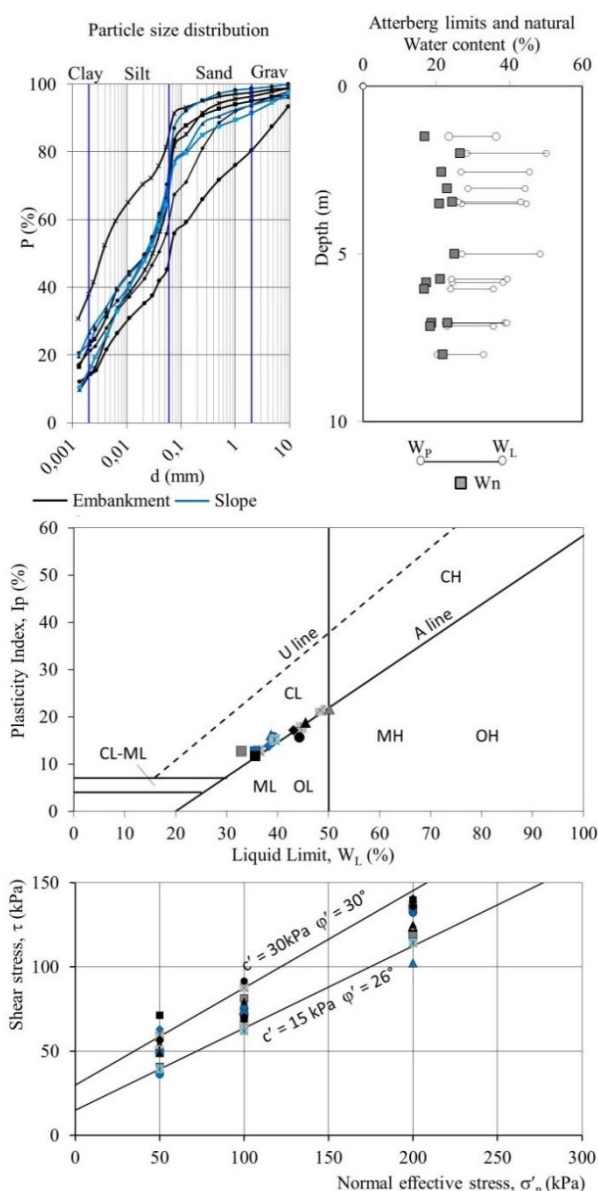 Particle size distribution
Clay Silt Sand Grav
P (%)
100
80
60
40
20
0
0,001 0,01 0,1 1 10
d (mm)
Embankment Slope
Atterberg limits and natural
Water content (%)
0 20 40 60
Depth (m)
0
5
10
W_P W_L
Wn
Plasticity Index, Ip (%)
60
50
40
30
20
10
0
CL-ML
U line
CL
A line
CH
ML OL
MH OH
0 10 20 30 40 50 60 70 80 90 100
Liquid Limit, W_L (%)
Shear stress, τ (kPa)
150
100
50
0
c' = 30kPa φ' = 30°
c' = 15 kPa φ' = 26°
0 50 100 150 200 250 300
Normal effective stress, σ'n (kPa)